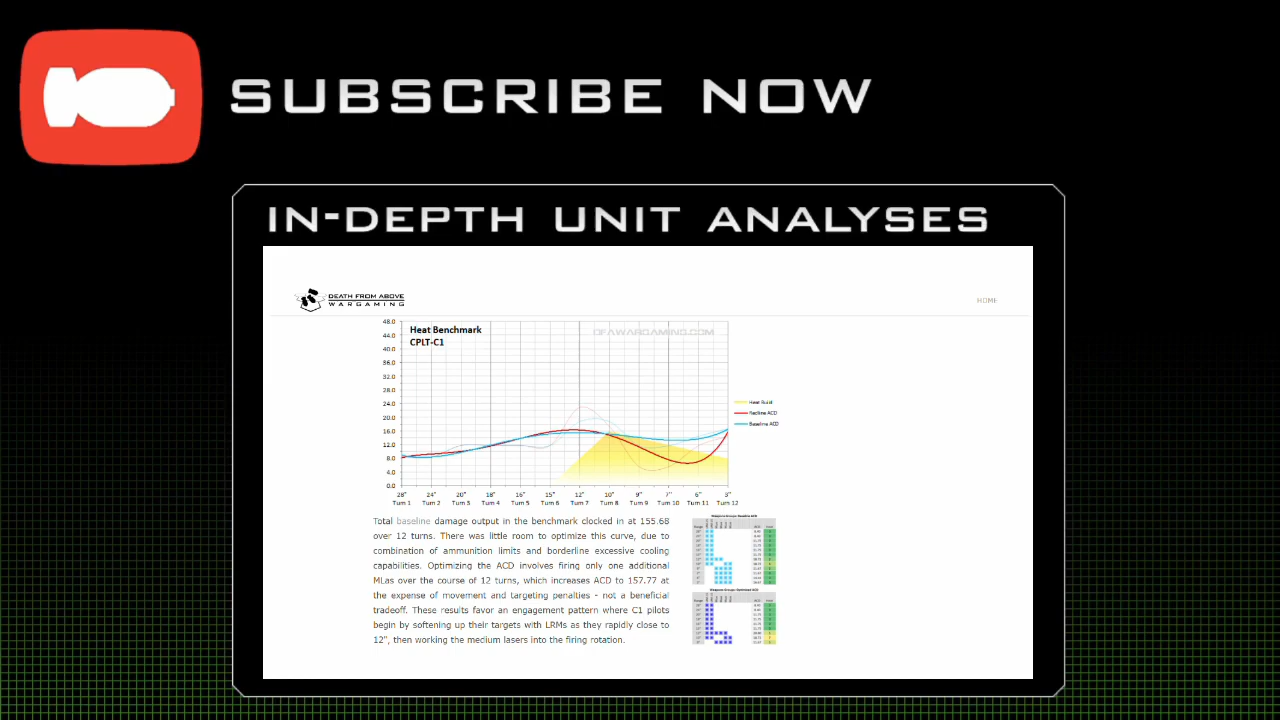 SUBSCRIBE NOW
IN-DEPTH UNIT ANALYSES
DEATH FROM ABOVE
WARGAMING
HOME
Heat Benchmark
CPLT-C1
DFAWARGAMING.COM
48.0
44.0
40.0
36.0
32.0
28.0
24.0
20.0
16.0
12.0
8.0
4.0
0.0
28" 24" 20" 18" 16" 15" 12" 10" 9" 7" 6" 3"
Turn 1 Turn 2 Turn 3 Turn 4 Turn 5 Turn 6 Turn 7 Turn 8 Turn 9 Turn 10 Turn 11 Turn 12
Redline ACD
Baseline ACD
Total baseline damage output in the benchmark clocked in at 155.68
over 12 turns. There was little room to optimize this curve, due to
combination of ammunition limits and borderline excessive cooling
capabilities. Optimizing the ACD involves firing only one additional
MLas over the course of 12 turns, which increases ACD to 157.77 at
the expense of movement and targeting penalties - not a beneficial
tradeoff. These results favor an engagement pattern where C1 pilots
begin by softening up their targets with LRMs as they rapidly close to
12", then working the medium lasers into the firing rotation.